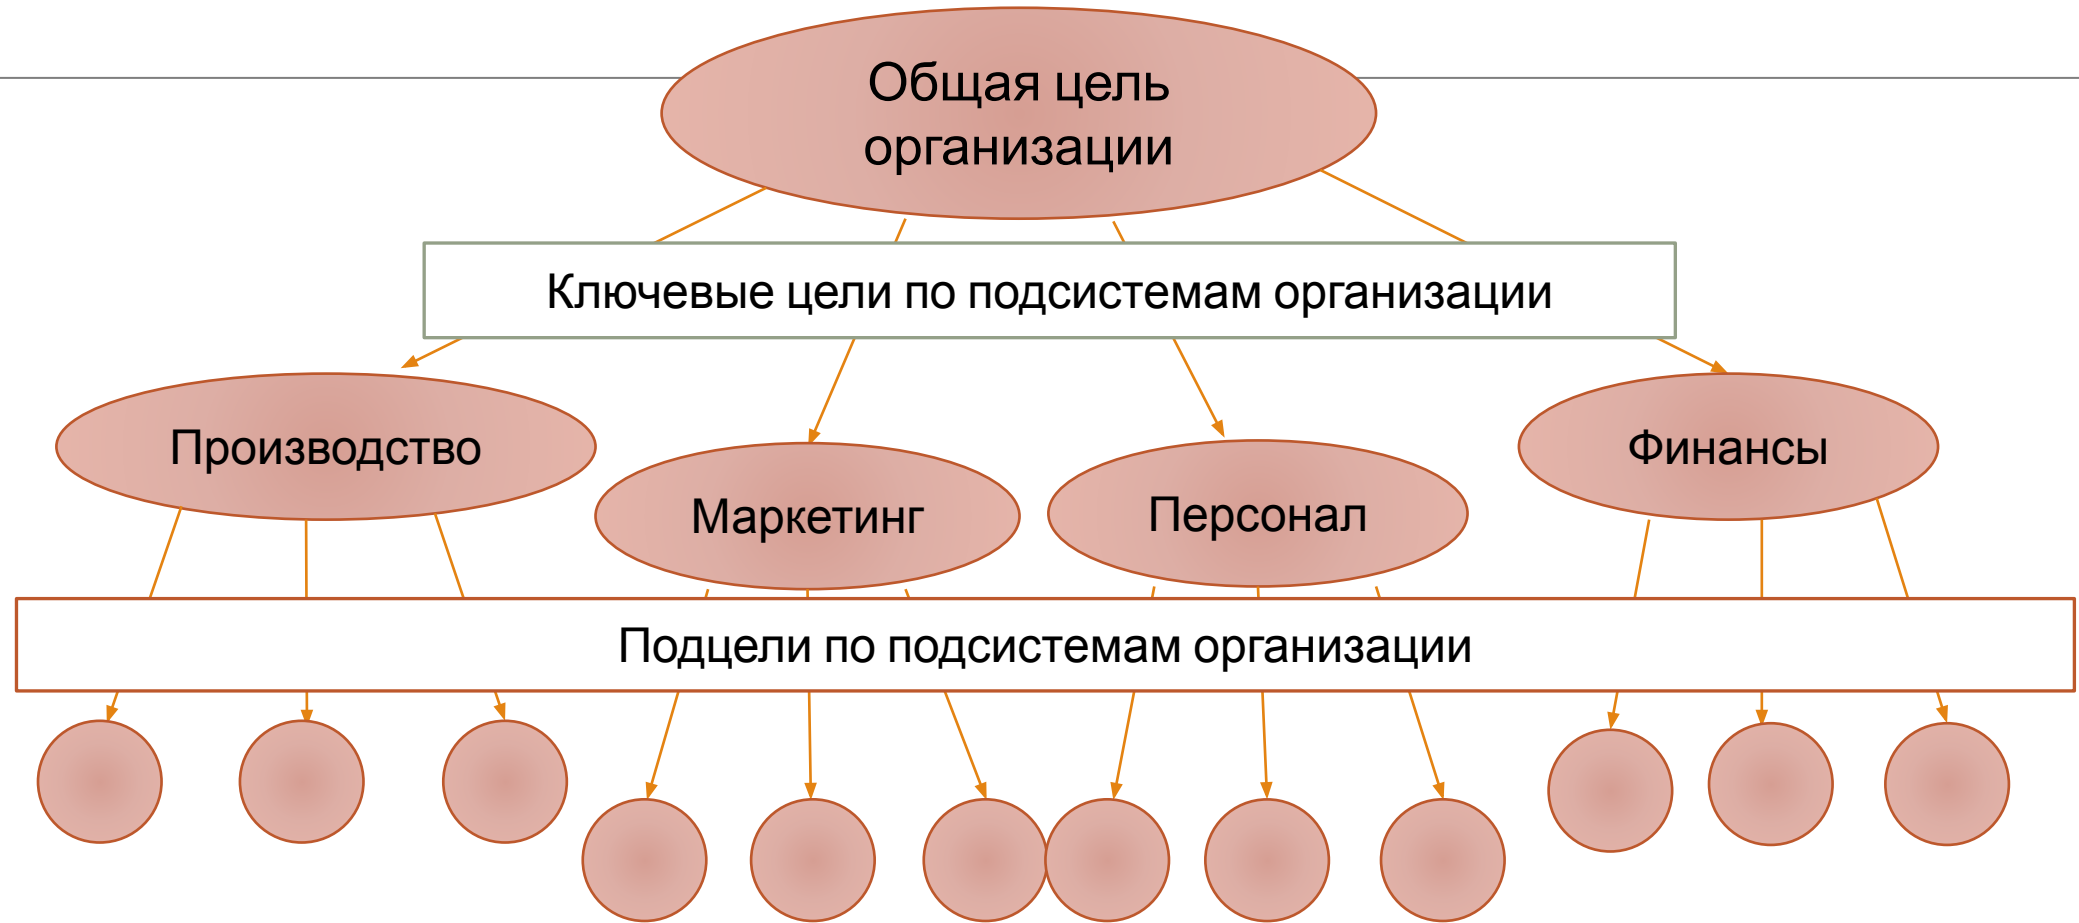 Общая цель
организации
Ключевые цели по подсистемам организации
Производство
Маркетинг
Персонал
Финансы
Подцели по подсистемам организации